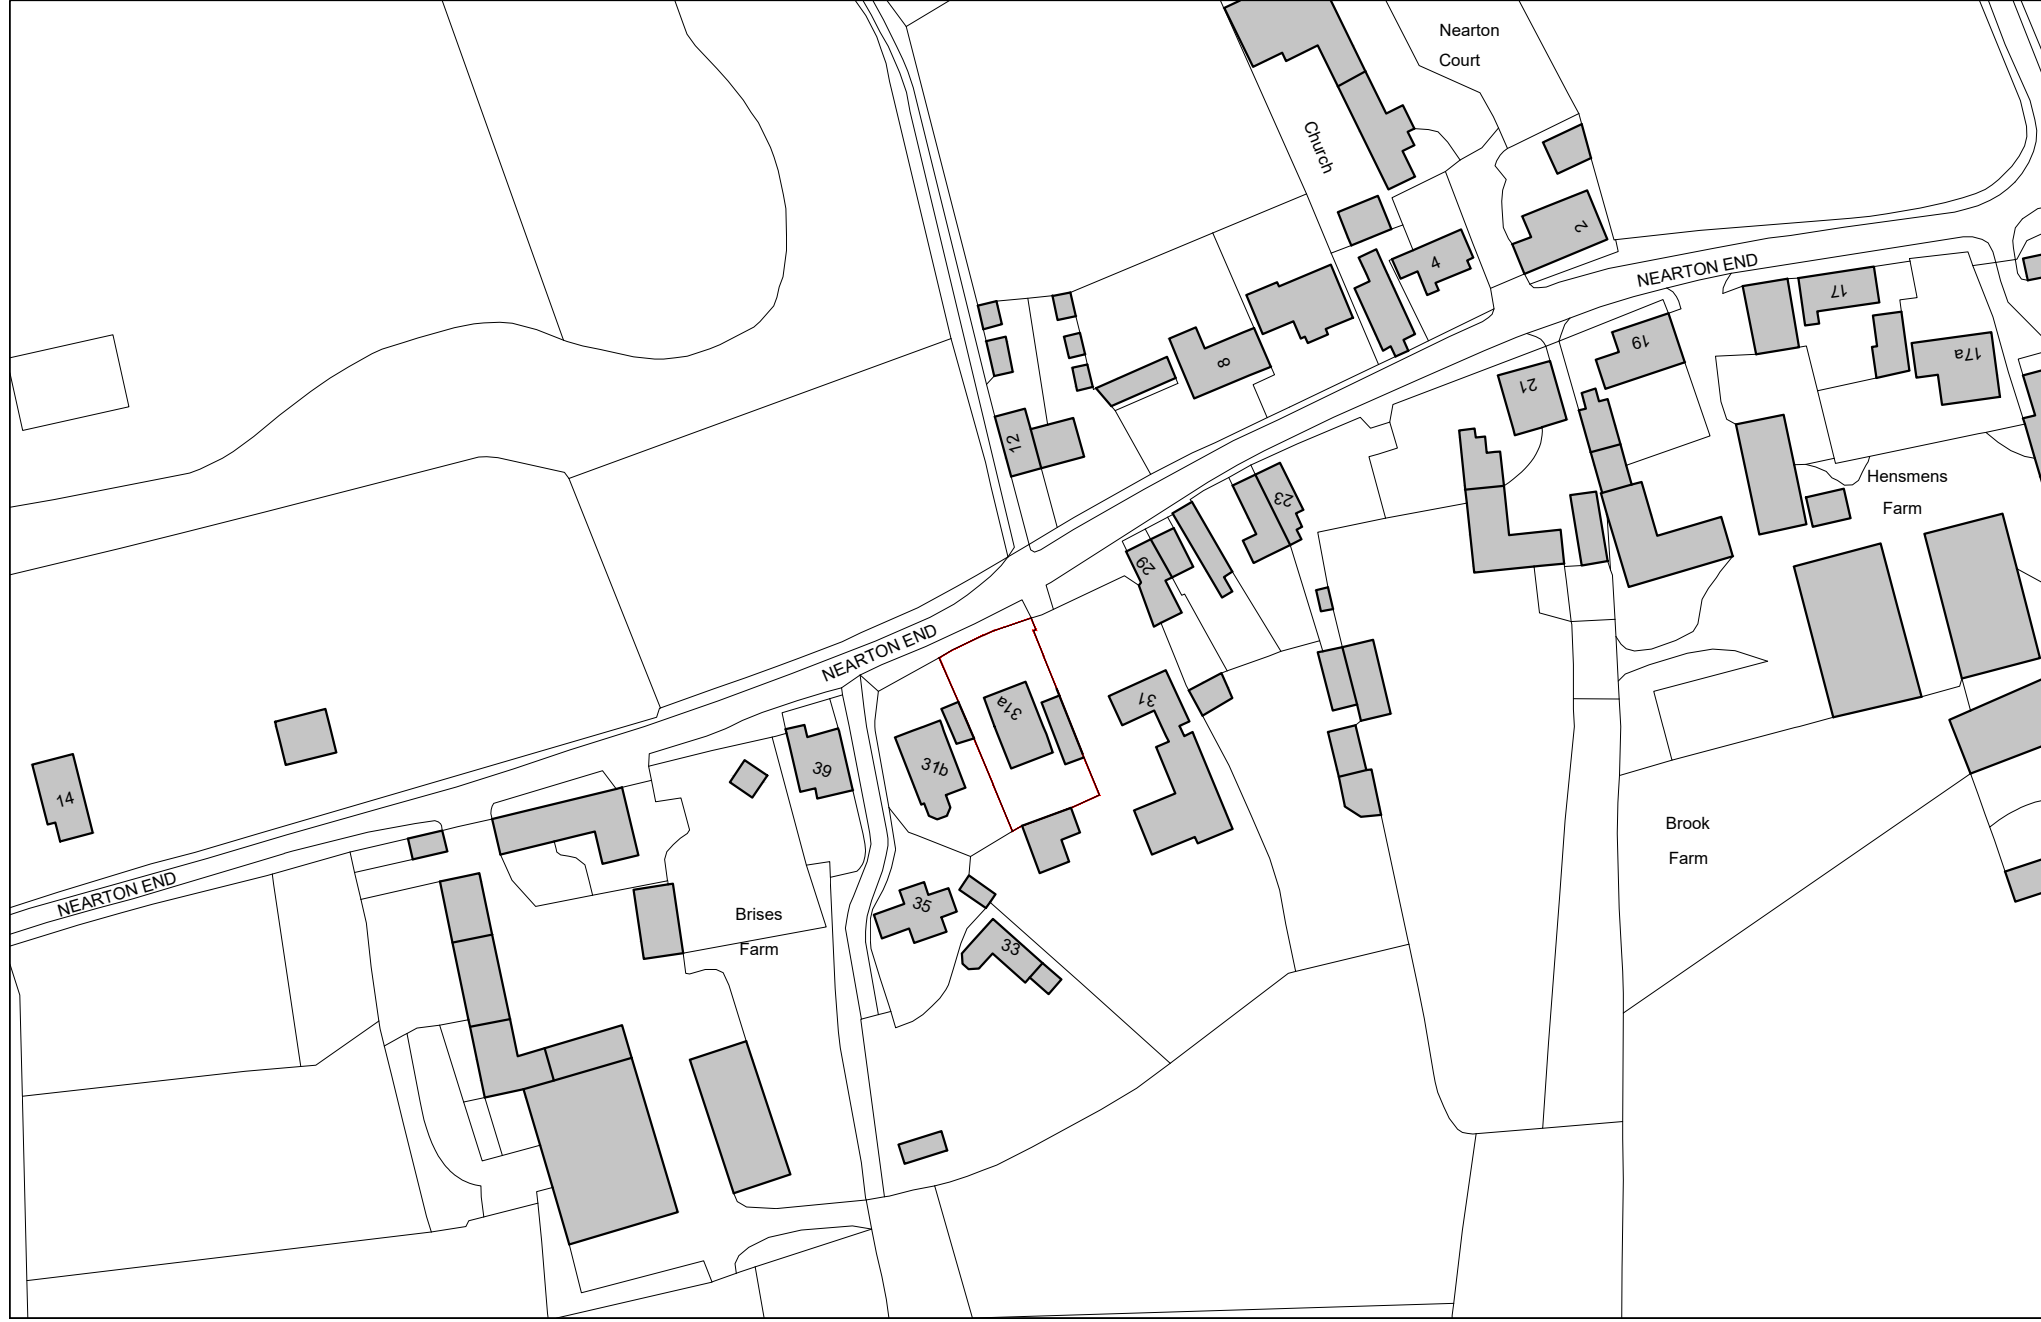 Nearton
Court
Church
2
4
NEARTON END
17
19
17a
8
21
12
Hensmens
Farm
23
29
NEARTON END
31a
31
31b
39
14
Brook
Farm
NEARTON END
35
Brises
Farm
33